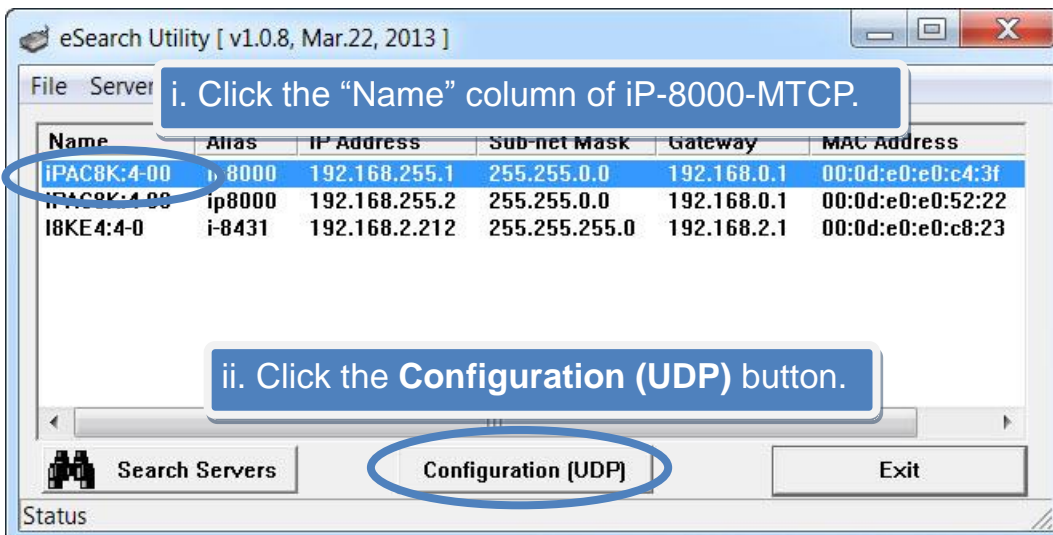 eSearch Utility [ v1.0.8, Mar.22, 2013 ]
File Server
i. Click the “Name” column of iP-8000-MTCP.
Name Alias IP Address Sub-net Mask Gateway MAC Address
iPAC8K:4-00 8000 192.168.255.1 255.255.0.0 192.168.0.1 00:0d:e0:e0:c4:3f
iPAC8K:4-00 ip8000 192.168.255.2 255.255.0.0 192.168.0.1 00:0d:e0:e0:52:22
I8KE4:4-0 i-8431 192.168.2.212 255.255.255.0 192.168.2.1 00:0d:e0:e0:c8:23
ii. Click the Configuration (UDP) button.
Search Servers Configuration (UDP) Exit
Status